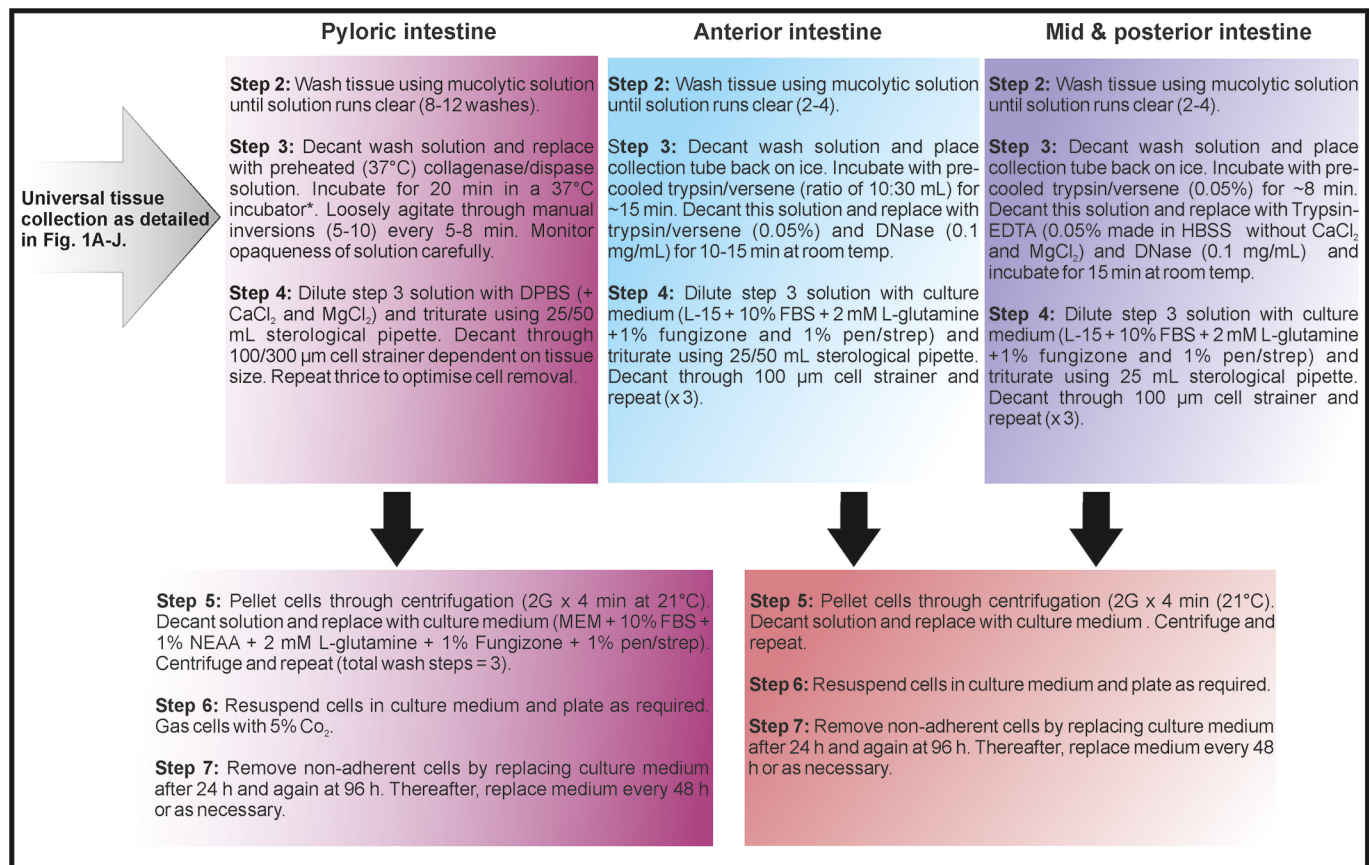 Pyloric intestine
Anterior intestine
Mid & posterior intestine
Universal tissue
collection as detailed
in Fig. 1A-J.
Step 2: Wash tissue using mucolytic solution
until solution runs clear (8-12 washes).
Step 3: Decant wash solution and replace
with preheated (37°C) collagenase/dispase
solution. Incubate for 20 min in a 37°C
incubator*. Loosely agitate through manual
inversions (5-10) every 5-8 min. Monitor
opaqueness of solution carefully.
Step 4: Dilute step 3 solution with DPBS (+
CaCl₂ and MgCl₂) and triturate using 25/50
mL sterological pipette. Decant through
100/300 µm cell strainer dependent on tissue
size. Repeat thrice to optimise cell removal.
Step 2: Wash tissue using mucolytic solution
until solution runs clear (2-4).
Step 3: Decant wash solution and place
collection tube back on ice. Incubate with pre-
cooled trypsin/versene (ratio of 10:30 mL) for
~15 min. Decant this solution and replace with
trypsin/versene (0.05%) and DNase (0.1
mg/mL) for 10-15 min at room temp.
Step 4: Dilute step 3 solution with culture
medium (L-15 + 10% FBS + 2 mM L-glutamine
+1% fungizone and 1% pen/strep) and
triturate using 25/50 mL sterological pipette.
Decant through 100 µm cell strainer and
repeat (x 3).
Step 2: Wash tissue using mucolytic solution
until solution runs clear (2-4).
Step 3: Decant wash solution and place
collection tube back on ice. Incubate with pre-
cooled trypsin/versene (0.05%) for ~8 min.
Decant this solution and replace with Trypsin-
EDTA (0.05% made in HBSS without CaCl₂
and MgCl₂) and DNase (0.1 mg/mL) and
incubate for 15 min at room temp.
Step 4: Dilute step 3 solution with culture
medium (L-15 + 10% FBS + 2 mM L-glutamine
+1% fungizone and 1% pen/strep) and
triturate using 25 mL sterological pipette.
Decant through 100 µm cell strainer and
repeat (x 3).
Step 5: Pellet cells through centrifugation (2G x 4 min at 21°C).
Decant solution and replace with culture medium (MEM + 10% FBS +
1% NEAA + 2 mM L-glutamine + 1% Fungizone + 1% pen/strep).
Centrifuge and repeat (total wash steps = 3).
Step 6: Resuspend cells in culture medium and plate as required.
Gas cells with 5% Co₂.
Step 7: Remove non-adherent cells by replacing culture medium
after 24 h and again at 96 h. Thereafter, replace medium every 48 h
or as necessary.
Step 5: Pellet cells through centrifugation (2G x 4 min (21°C).
Decant solution and replace with culture medium . Centrifuge and
repeat.
Step 6: Resuspend cells in culture medium and plate as required.
Step 7: Remove non-adherent cells by replacing culture medium
after 24 h and again at 96 h. Thereafter, replace medium every 48
h or as necessary.